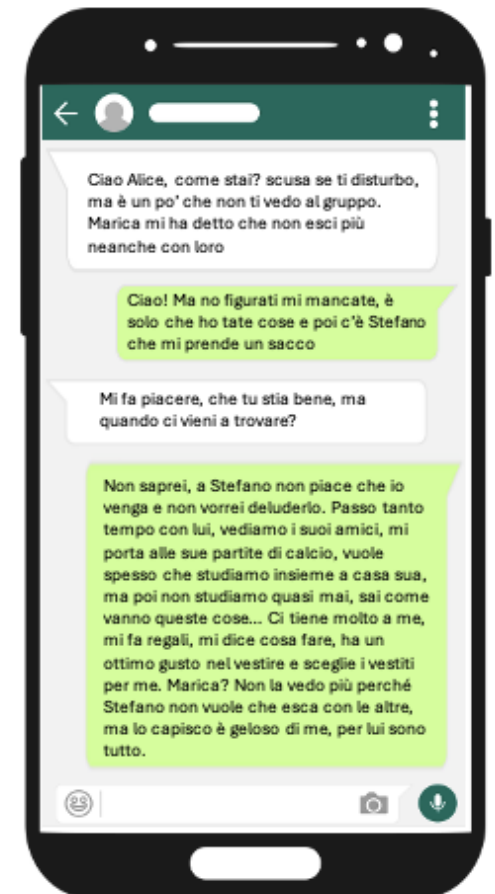 Ciao Alice, come stai? scusa se ti disturbo,
ma è un po' che non ti vedo al gruppo.
Marica mi ha detto che non esci più
neanche con loro
Ciao! Ma no figurati mi mancate, è
solo che ho tate cose e poi c'è Stefano
che mi prende un sacco
Mi fa piacere, che tu stia bene, ma
quando ci vieni a trovare?
Non saprei, a Stefano non piace che io
venga e non vorrei deluderlo. Passo tanto
tempo con lui, vediamo i suoi amici, mi
porta alle sue partite di calcio, vuole
spesso che studiamo insieme a casa sua,
ma poi non studiamo quasi mai, sai come
vanno queste cose... Ci tiene molto a me,
mi fa regali, mi dice cosa fare, ha un
ottimo gusto nel vestire e sceglie i vestiti
per me. Marica? Non la vedo più perché
Stefano non vuole che esca con le altre,
ma lo capisco è geloso di me, per lui sono
tutto.